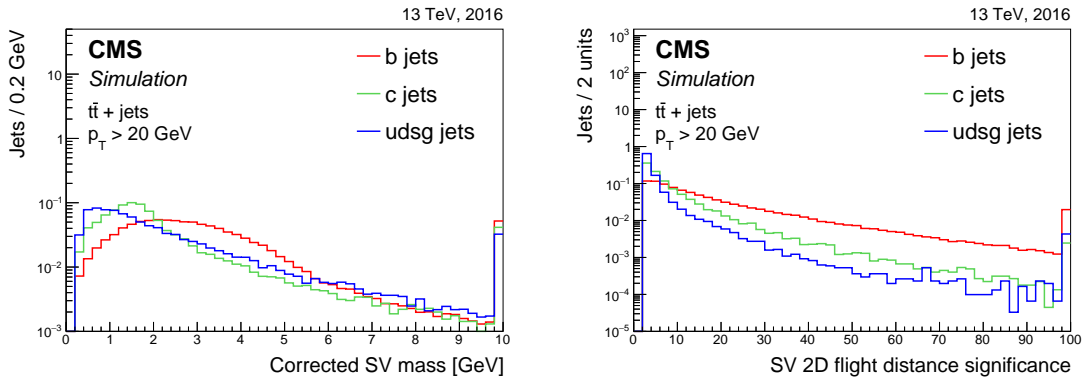 13 TeV, 2016
CMS
Simulation
tt̄ + jets
p_T > 20 GeV
b jets
c jets
udsg jets
Jets / 0.2 GeV
10
1
10⁻¹
10⁻²
10⁻³
0 1 2 3 4 5 6 7 8 9 10
Corrected SV mass [GeV]
13 TeV, 2016
CMS
Simulation
tt̄ + jets
p_T > 20 GeV
b jets
c jets
udsg jets
Jets / 2 units
10³
10²
10
1
10⁻¹
10⁻²
10⁻³
10⁻⁴
10⁻⁵
0 10 20 30 40 50 60 70 80 90 100
SV 2D flight distance significance